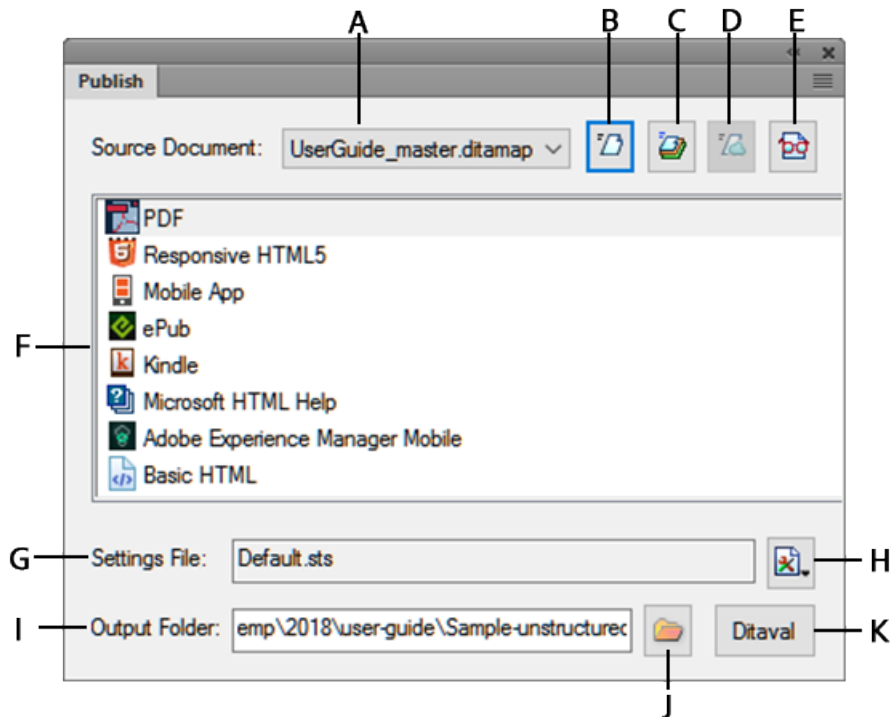 A B C D E
Publish
Source Document: UserGuide_master.ditamap
PDF
Responsive HTML5
Mobile App
F
ePub
Kindle
Microsoft HTML Help
Adobe Experience Manager Mobile
Basic HTML
G Settings File: Default.sts H
I Output Folder: emp\2018\user-guide\Sample-unstructured Ditaval K
J